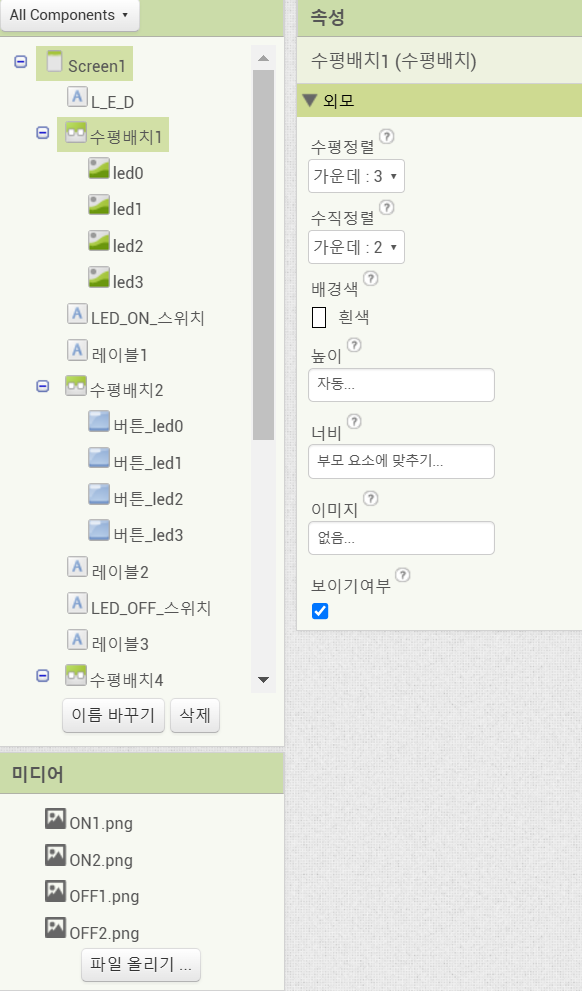 All Components
Screen1
L_E_D
수평배치1
led0
led1
led2
led3
LED_ON_스위치
레이블1
수평배치2
버튼_led0
버튼_led1
버튼_led2
버튼_led3
레이블2
LED_OFF_스위치
레이블3
수평배치4
이름 바꾸기 삭제
미디어
ON1.png
ON2.png
OFF1.png
OFF2.png
파일 올리기 ...
속성
수평배치1 (수평배치)
외모
수평정렬
가운데 : 3
수직정렬
가운데 : 2
배경색
흰색
높이
자동...
너비
부모 요소에 맞추기...
이미지
없음...
보이기여부